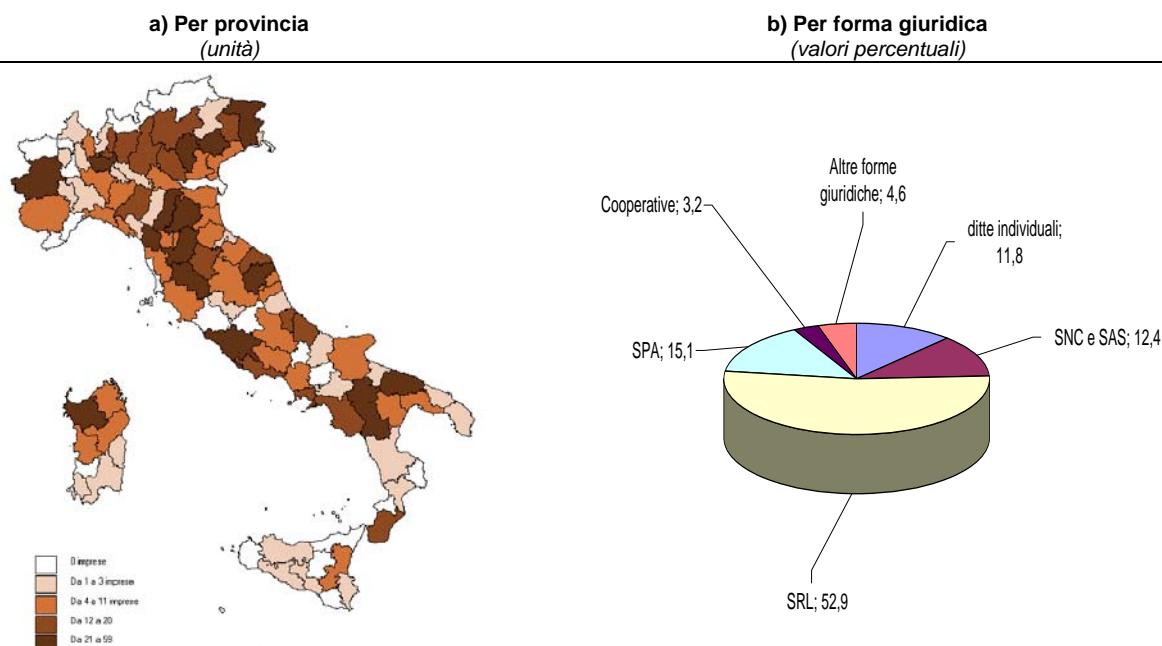 a) Per provincia
(unità)
b) Per forma giuridica
(valori percentuali)
0 imprese
Da 1 a 3 imprese
Da 4 a 11 imprese
Da 12 a 20
Da 21 a 59
Altre forme
giuridiche; 4,6
Cooperative; 3,2
ditte individuali;
11,8
SPA; 15,1
SNC e SAS; 12,4
SRL; 52,9